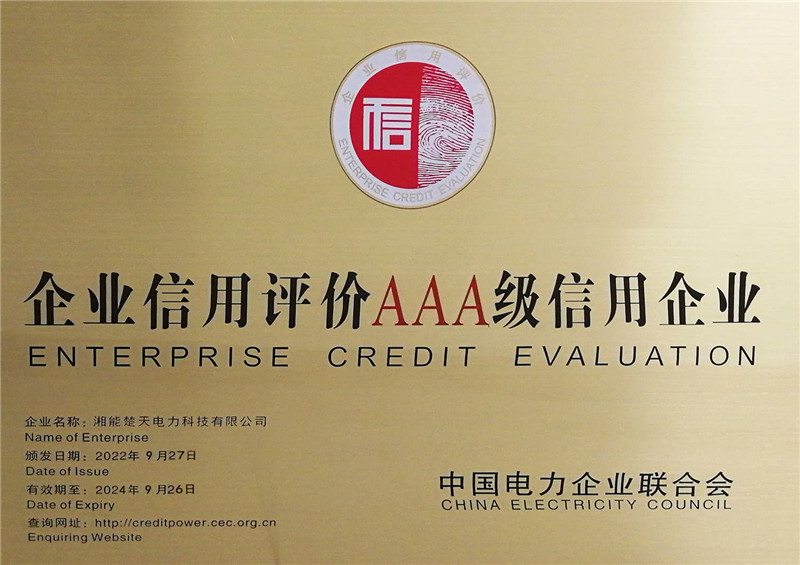 企业信用评价
信
ENTERPRISE CREDIT EVALUATION
企业信用评价AAA级信用企业
ENTERPRISE CREDIT EVALUATION
企业名称：湘能楚天电力科技有限公司
Name of Enterprise
颁发日期：2022年 9月27日
Date of Issue
有效期至：2024年 9月26日
Date of Expiry
查询网址：http://creditpower.cec.org.cn
Enquiring Website
中国电力企业联合会
CHINA ELECTRICITY COUNCIL